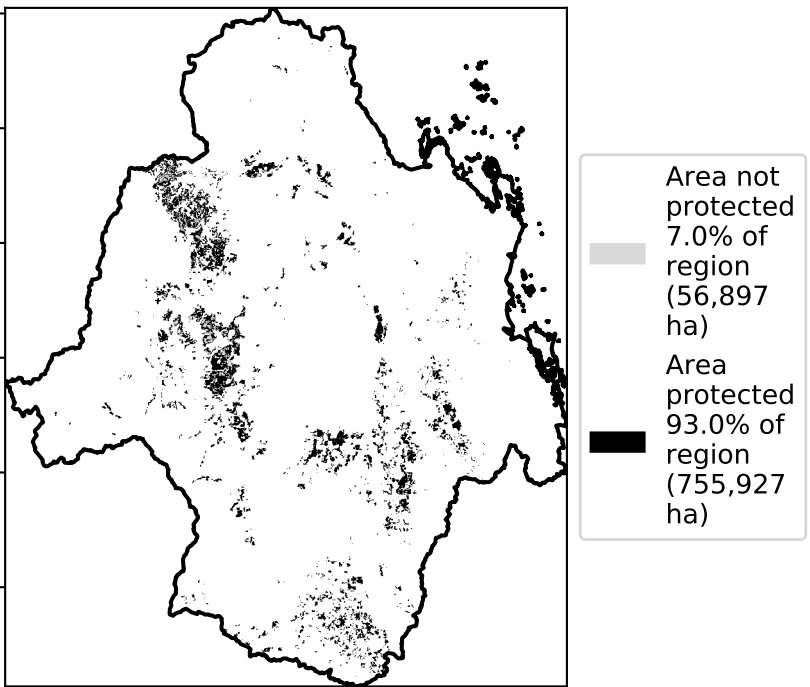 Area not
protected
7.0% of
region
(56,897
ha)
Area
protected
93.0% of
region
(755,927
ha)